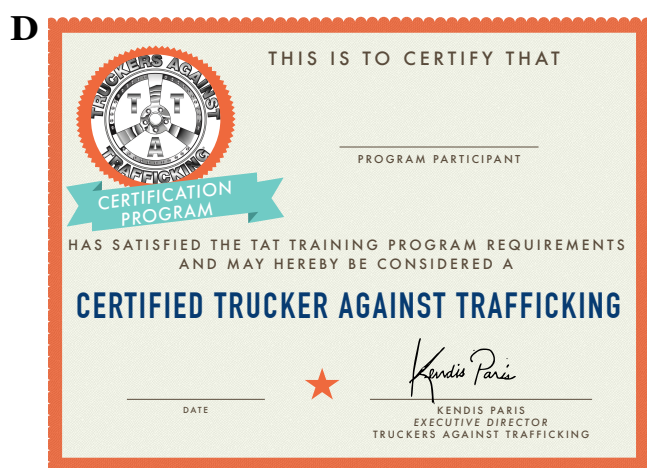 D
THIS IS TO CERTIFY THAT
TRUCKERS AGAINST
T T
A
TRAFFICKING
PROGRAM PARTICIPANT
CERTIFICATION
PROGRAM
HAS SATISFIED THE TAT TRAINING PROGRAM REQUIREMENTS
AND MAY HEREBY BE CONSIDERED A
CERTIFIED TRUCKER AGAINST TRAFFICKING
Kendis Paris
DATE
KENDIS PARIS
EXECUTIVE DIRECTOR
TRUCKERS AGAINST TRAFFICKING